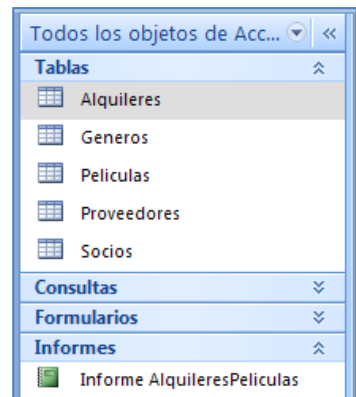 Todos los objetos de Acc...
Tablas
Alquileres
Generos
Peliculas
Proveedores
Socios
Consultas
Formularios
Informes
Informe AlquileresPeliculas